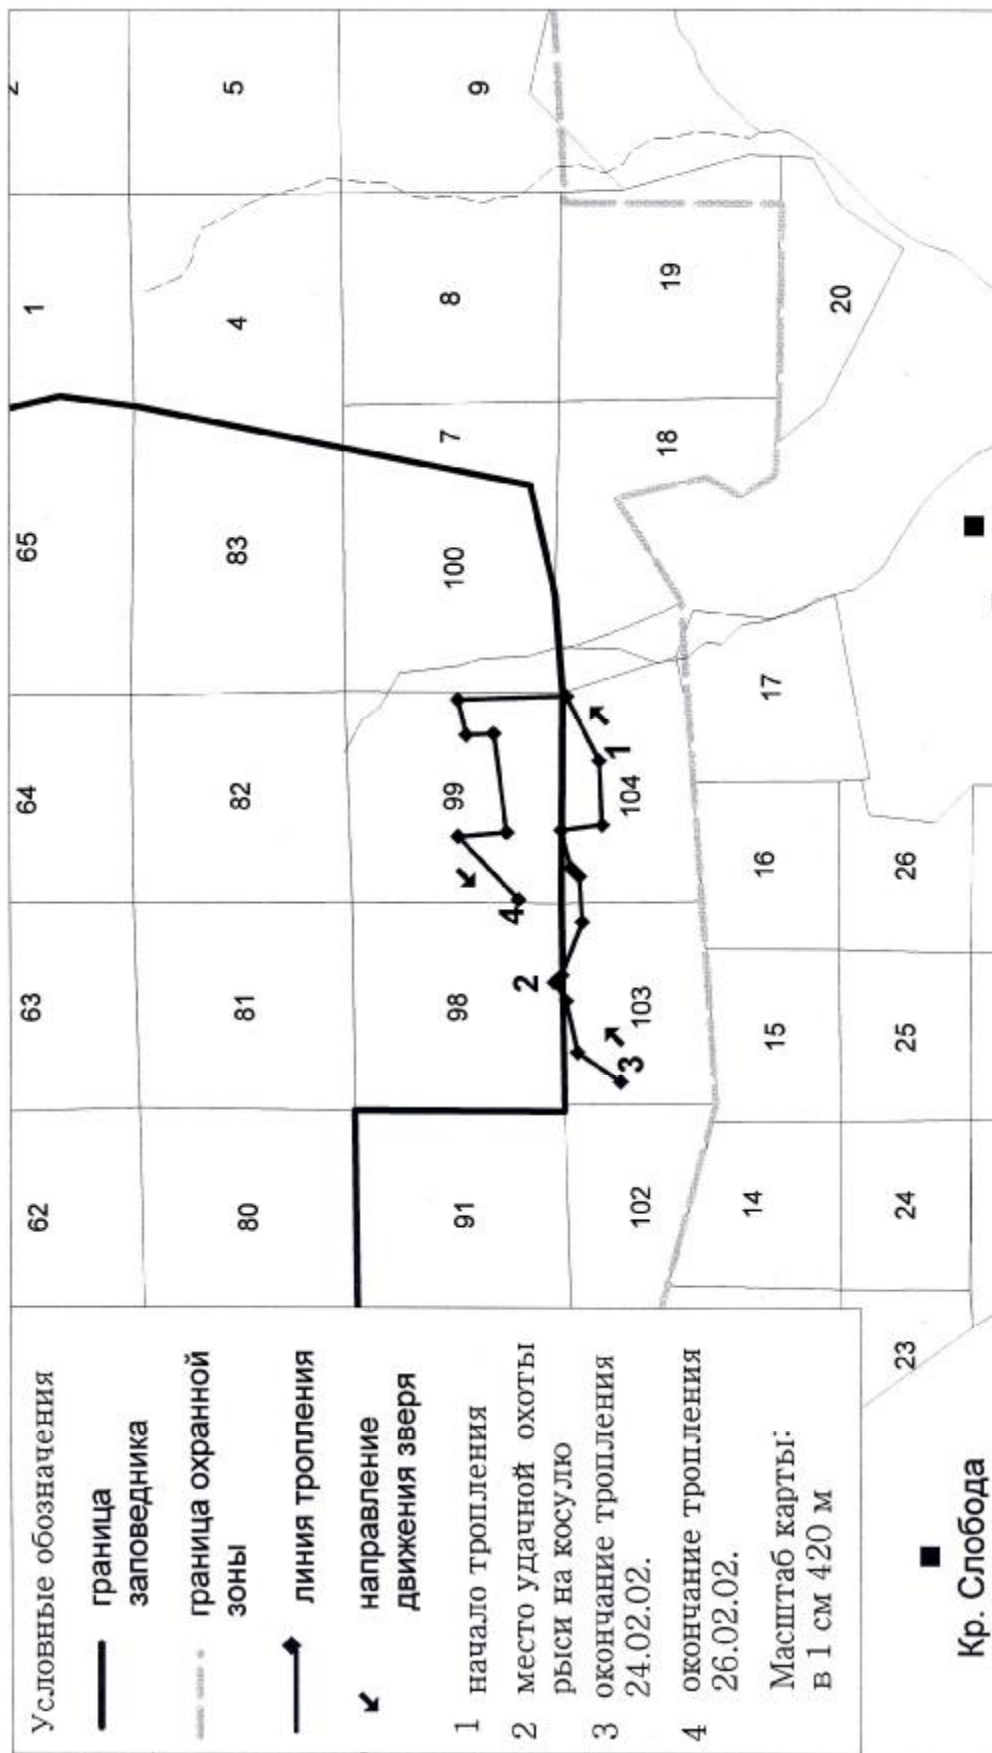 Условные обозначения
граница
заповедника
граница охранной
зоны
линия тропления
направление
движения зверя
1 начало тропления
2 место удачной охоты
рыси на косулю
3 окончание тропления
24.02.02.
4 окончание тропления
26.02.02.
Масштаб карты:
в 1 см 420 м
62
63
64
65
1
2
80
81
82
83
4
5
91
98
99
100
7
8
9
4
2
1
3
102
103
104
18
19
14
15
16
17
20
23
24
25
26
Кр. Слобода